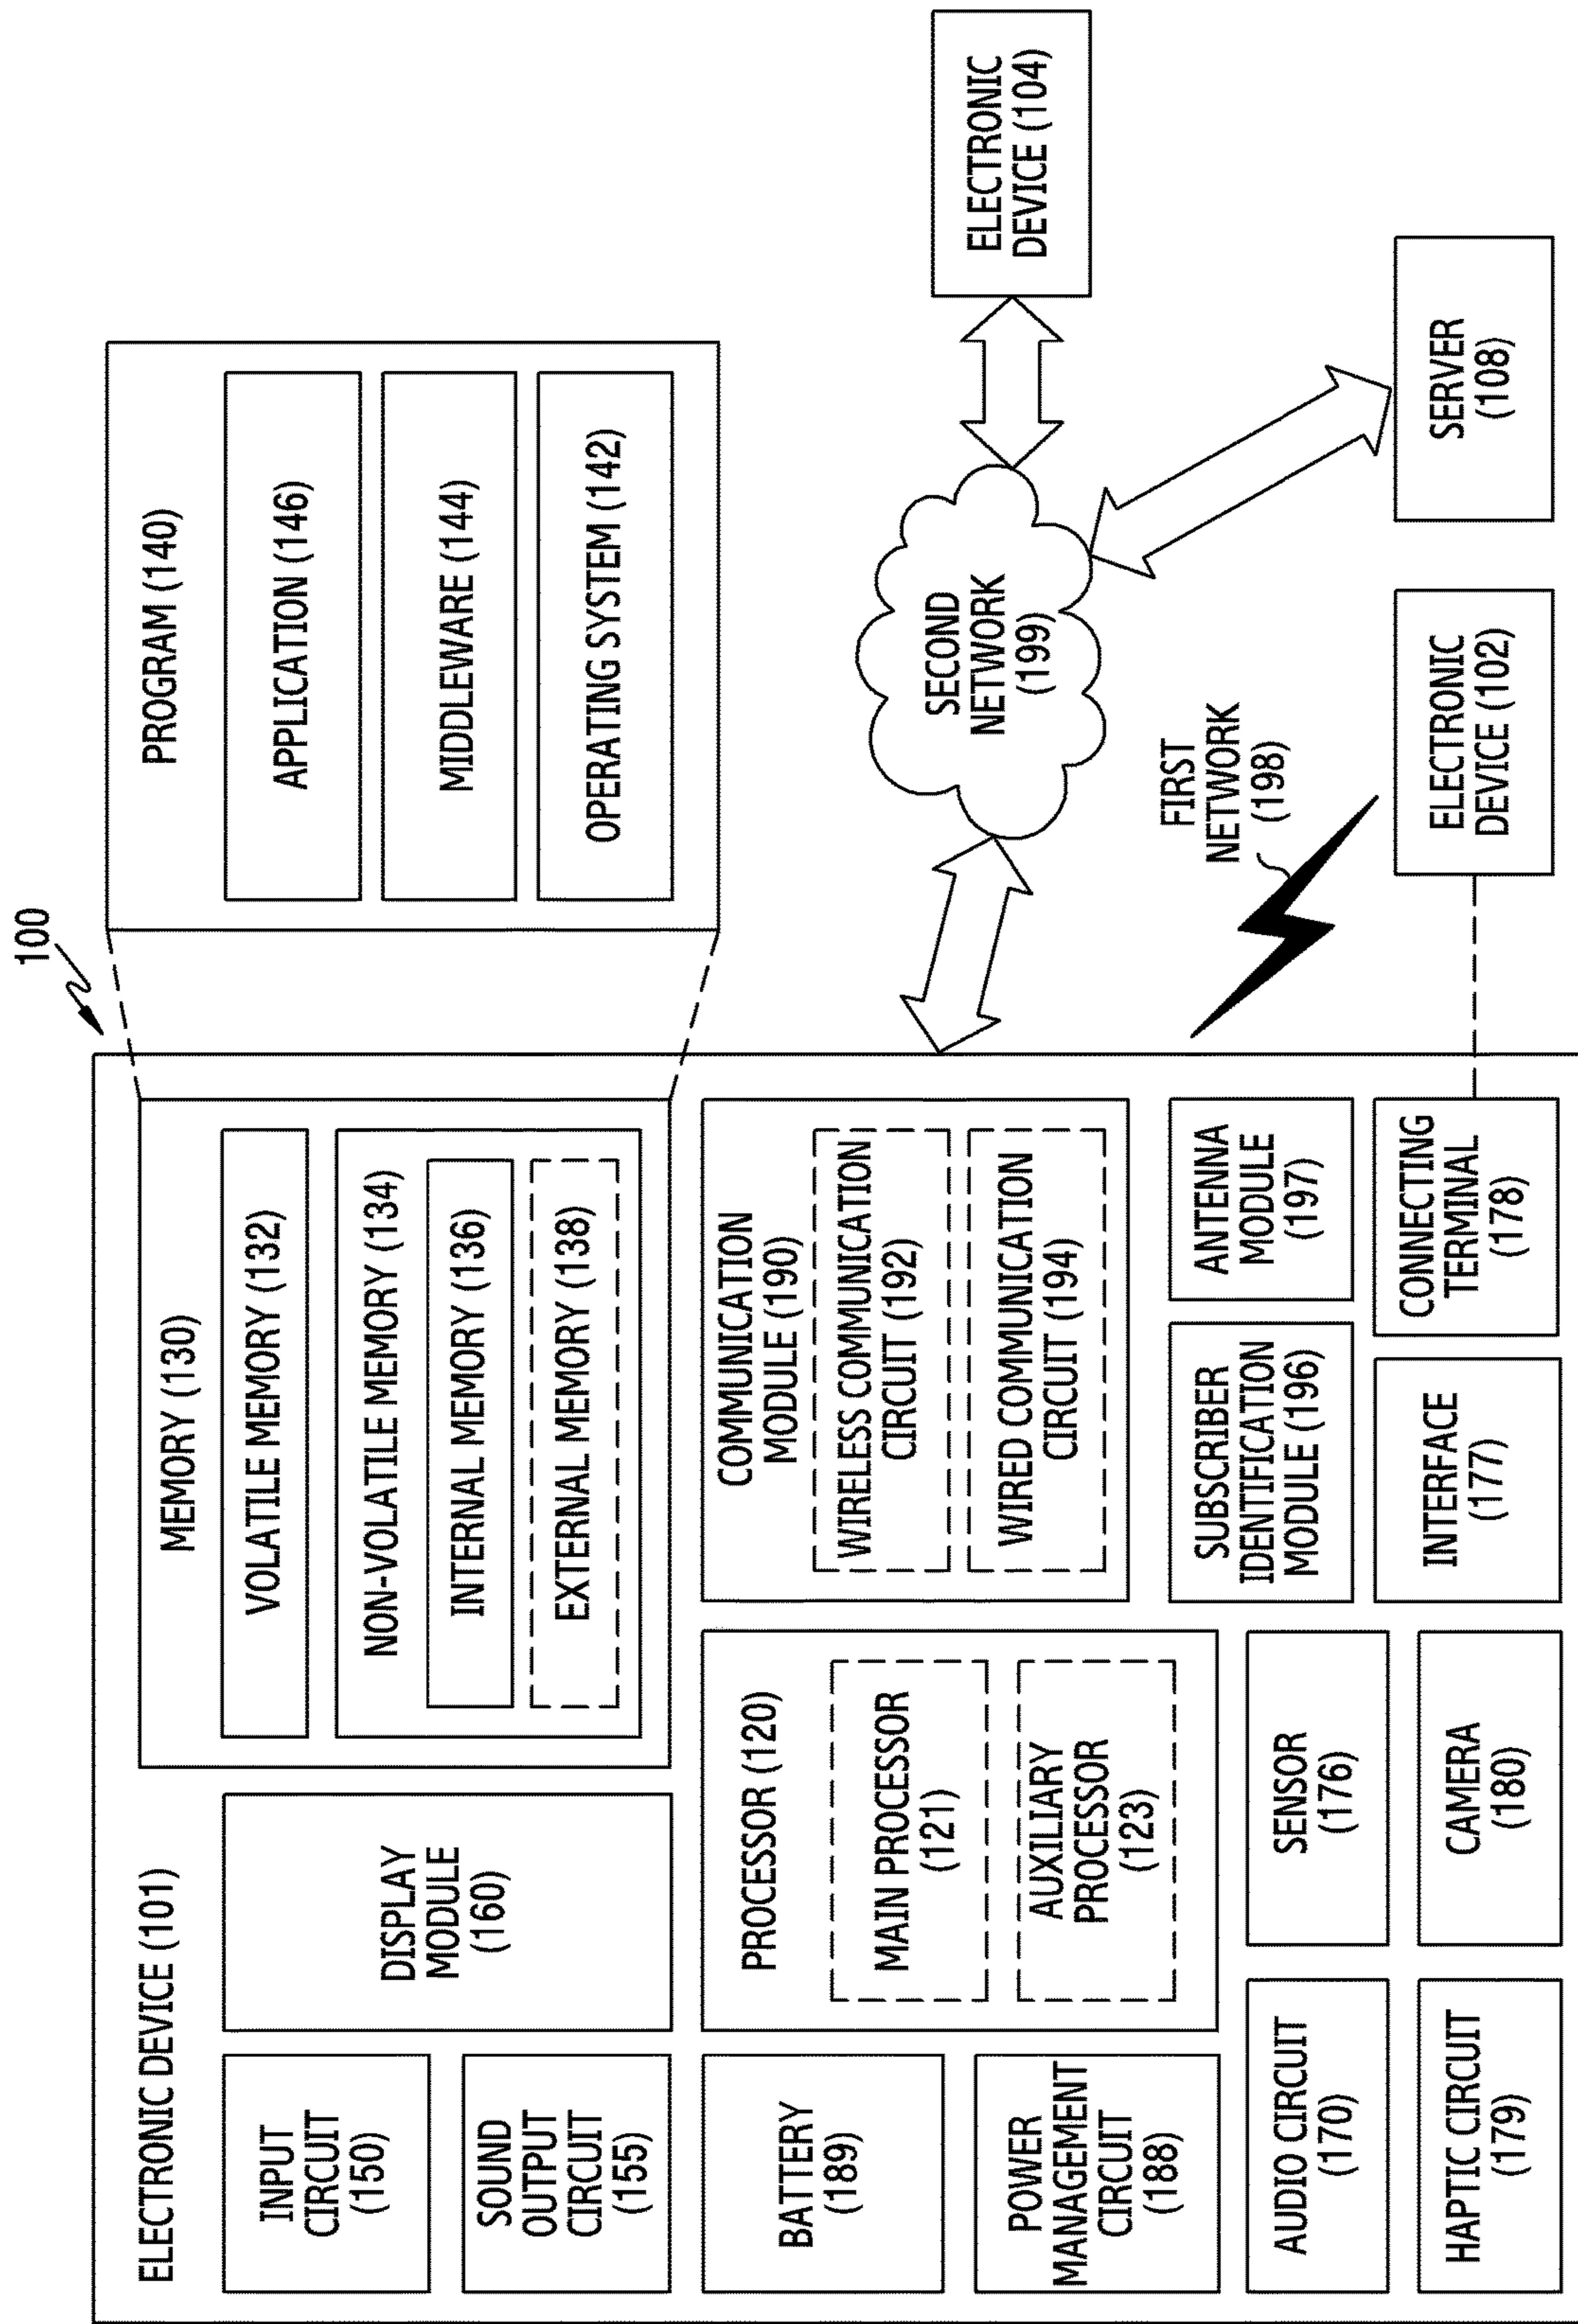 100
ELECTRONIC DEVICE (101)
INPUT
CIRCUIT
(150)
SOUND
OUTPUT
CIRCUIT
(155)
DISPLAY
MODULE
(160)
MEMORY (130)
VOLATILE MEMORY (132)
NON-VOLATILE MEMORY (134)
INTERNAL MEMORY (136)
EXTERNAL MEMORY (138)
PROGRAM (140)
APPLICATION (146)
MIDDLEWARE (144)
OPERATING SYSTEM (142)
BATTERY
(189)
POWER
MANAGEMENT
CIRCUIT
(188)
PROCESSOR (120)
MAIN PROCESSOR
(121)
AUXILIARY
PROCESSOR
(123)
COMMUNICATION
MODULE (190)
WIRELESS COMMUNICATION
CIRCUIT (192)
WIRED COMMUNICATION
CIRCUIT (194)
SECOND
NETWORK
(199)
ELECTRONIC
DEVICE (104)
AUDIO CIRCUIT
(170)
SENSOR
(176)
SUBSCRIBER
IDENTIFICATION
MODULE (196)
ANTENNA
MODULE
(197)
FIRST
NETWORK
(198)
HAPTIC CIRCUIT
(179)
CAMERA
(180)
INTERFACE
(177)
CONNECTING
TERMINAL
(178)
ELECTRONIC
DEVICE (102)
SERVER
(108)